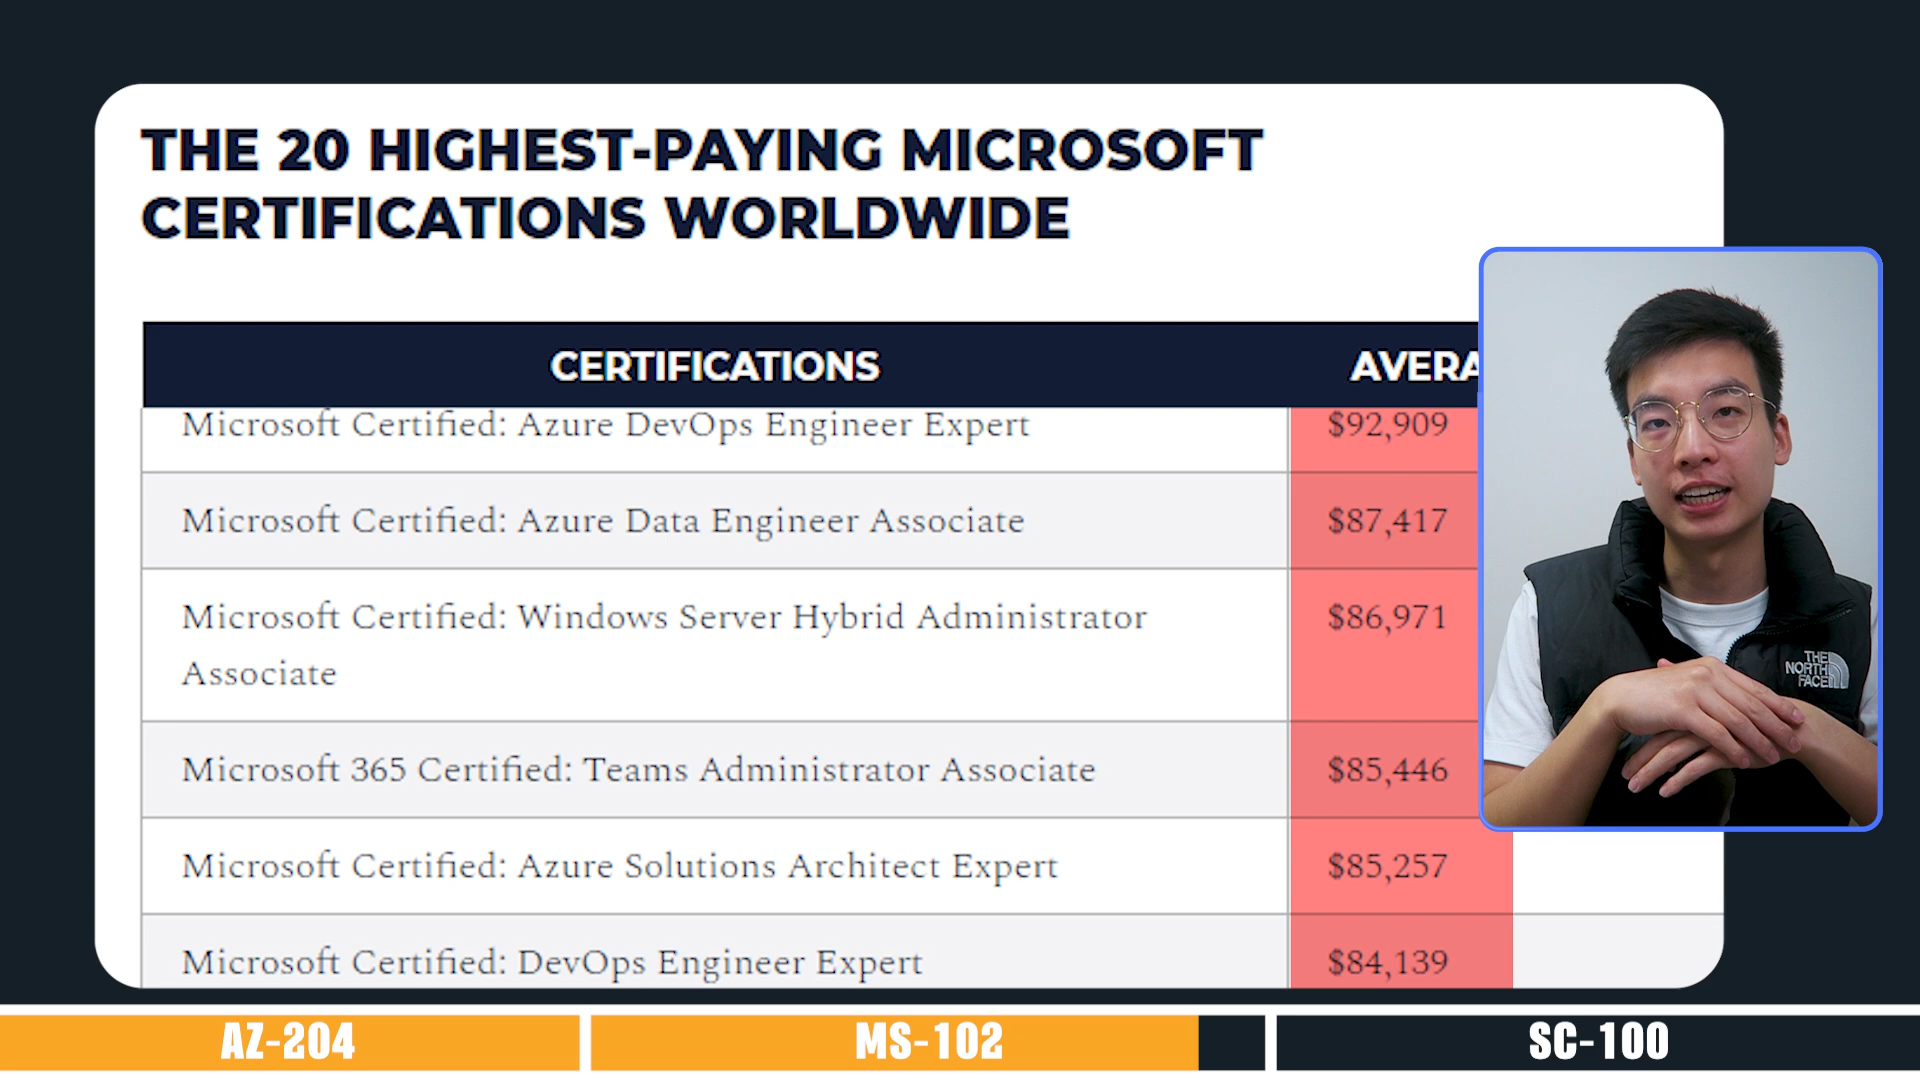 THE 20 HIGHEST-PAYING MICROSOFT
CERTIFICATIONS WORLDWIDE
CERTIFICATIONS AVERA
Microsoft Certified: Azure DevOps Engineer Expert $92,909
Microsoft Certified: Azure Data Engineer Associate $87,417
Microsoft Certified: Windows Server Hybrid Administrator $86,971
Associate
Microsoft 365 Certified: Teams Administrator Associate $85,446
Microsoft Certified: Azure Solutions Architect Expert $85,257
Microsoft Certified: DevOps Engineer Expert $84,139
THE
NORTH
FACE
AZ-204 MS-102 SC-100